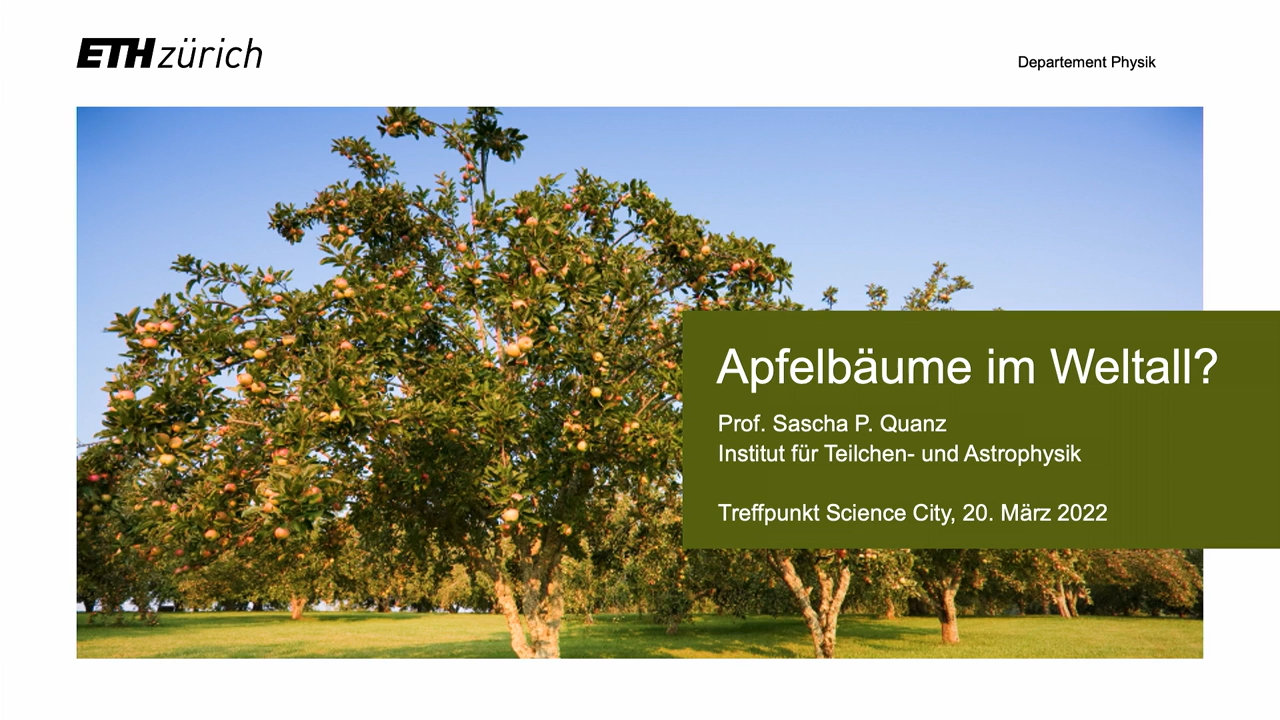 ETH zürich
Departement Physik
Apfelbäume im Weltall?
Prof. Sascha P. Quanz
Institut für Teilchen- und Astrophysik
Treffpunkt Science City, 20. März 2022